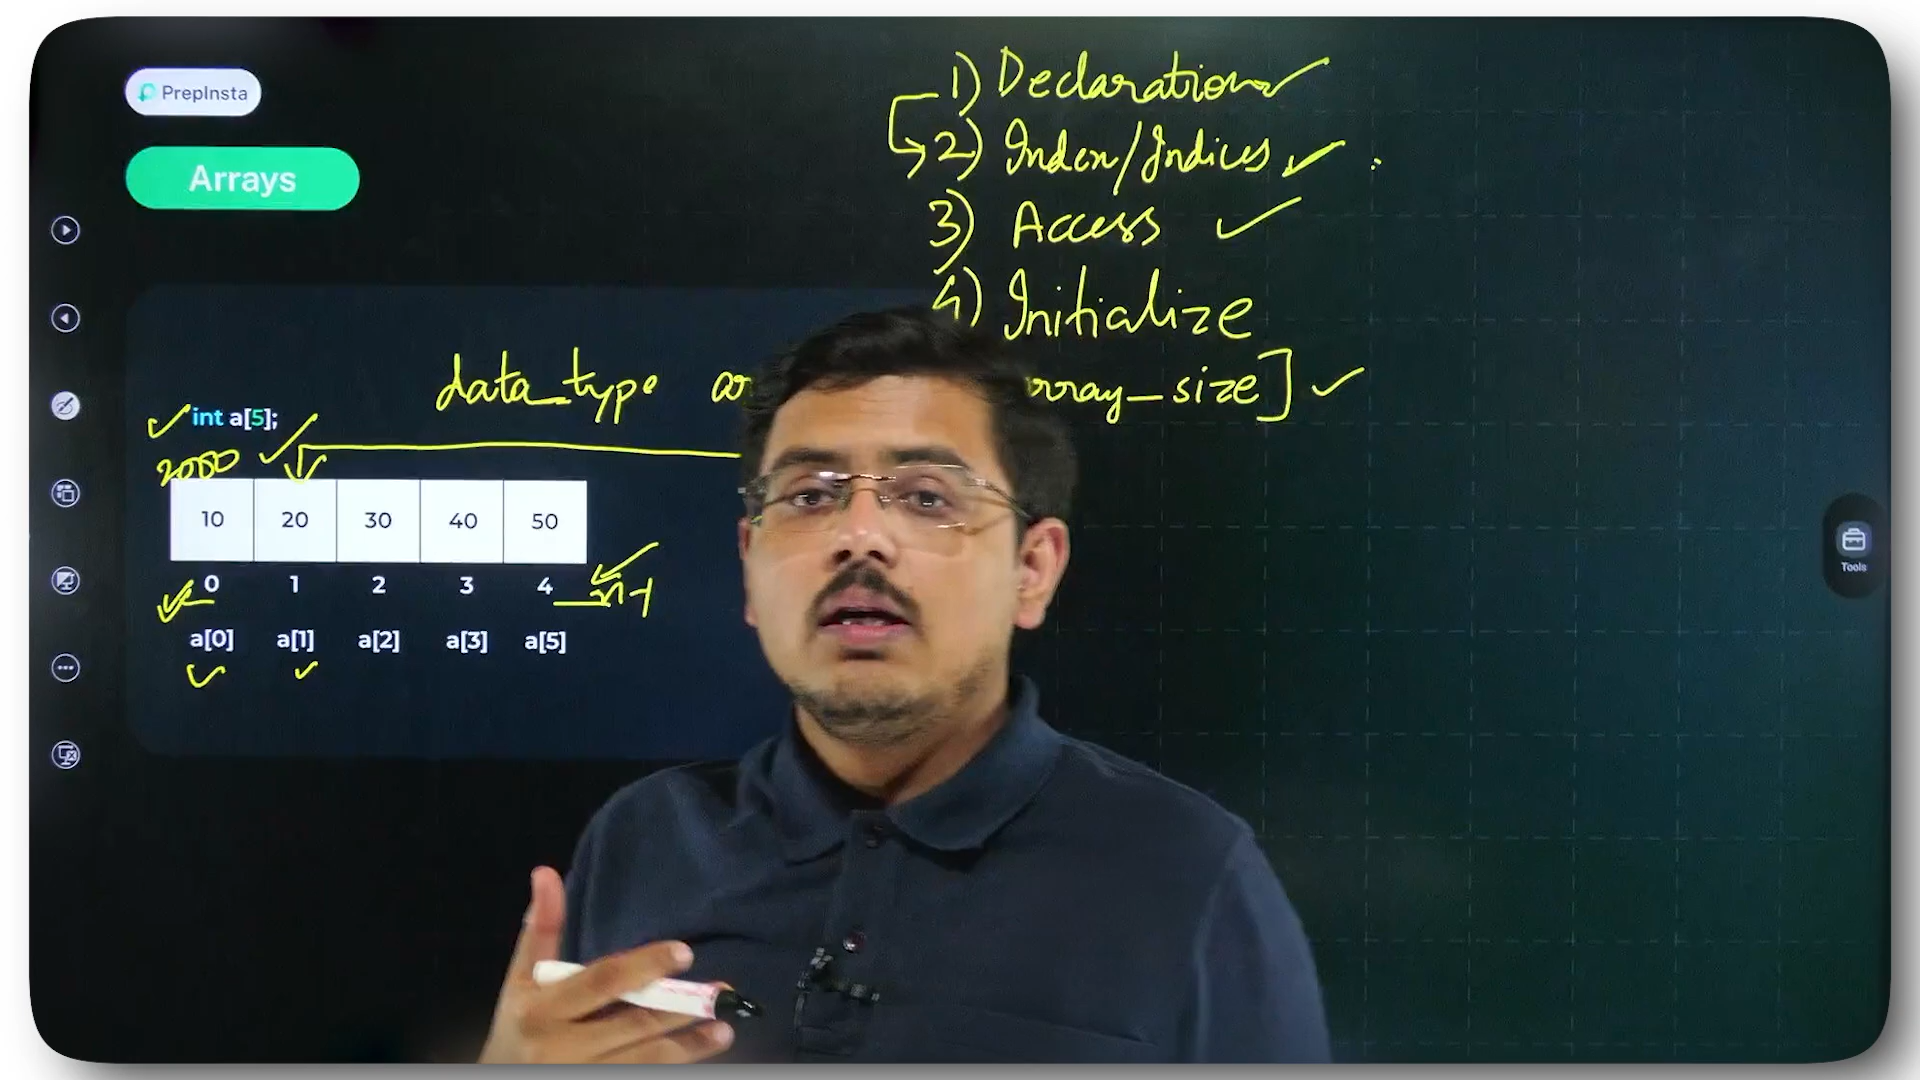 PrepInsta
Arrays
1) Declaration
2) Index/Indices
3) Access
4) Initialize
data_type
rray_size]
int a[5];
2000
10 20 30 40 50
0 1 2 3 4 n-1
a[0] a[1] a[2] a[3] a[5]
Tools